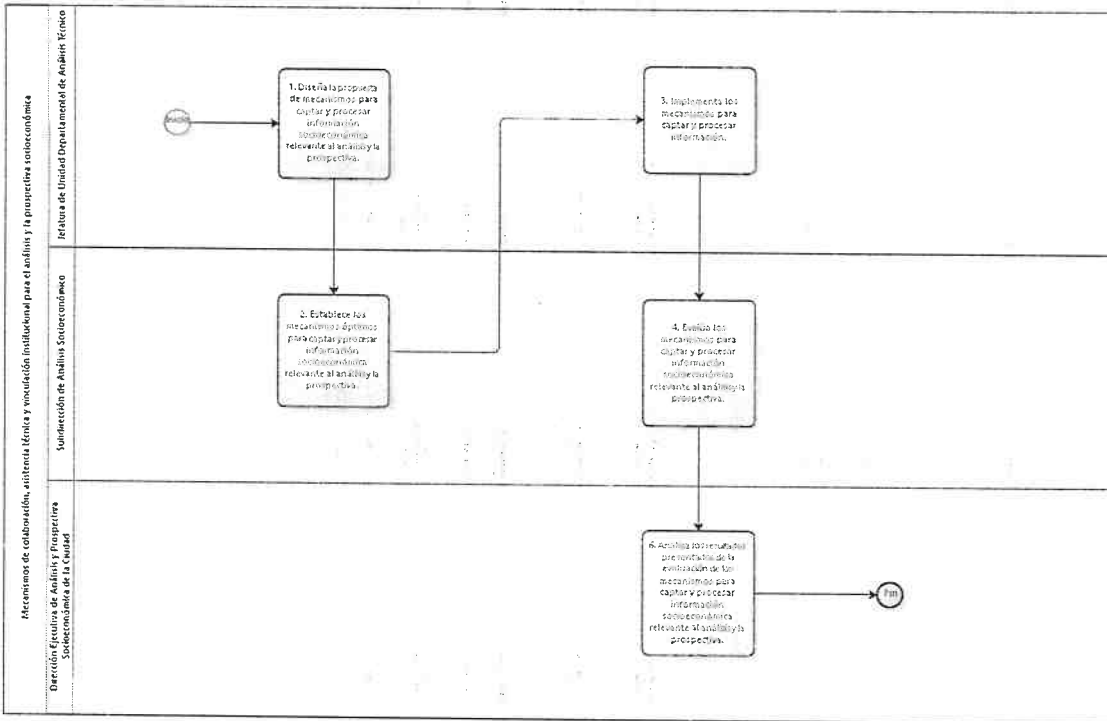 Mecanismos de colaboración, asistencia técnica y vinculación institucional para el análisis y la prospectiva socioeconómica
Jefatura de Unidad Departamental de Análisis Técnico
Inicio
1. Diseña la propuesta
de mecanismos para
captar y procesar
información
socioeconómica
relevante al análisis y la
prospectiva.
3. Implementa los
mecanismos para
captar y procesar
información.
Subdirección de Análisis Socioeconómico
2. Establece los
mecanismos óptimos
para captar y procesar
información
socioeconómica
relevante al análisis y la
prospectiva.
4. Evalúa los
mecanismos para
captar y procesar
información
socioeconómica
relevante al análisis y la
prospectiva.
Dirección Ejecutiva de Análisis y Prospectiva
Socioeconómica de la Ciudad
6. Analiza los resultados
presentados de la
evaluación de los
mecanismos para
captar y procesar
información
socioeconómica
relevante al análisis y la
prospectiva.
Fin